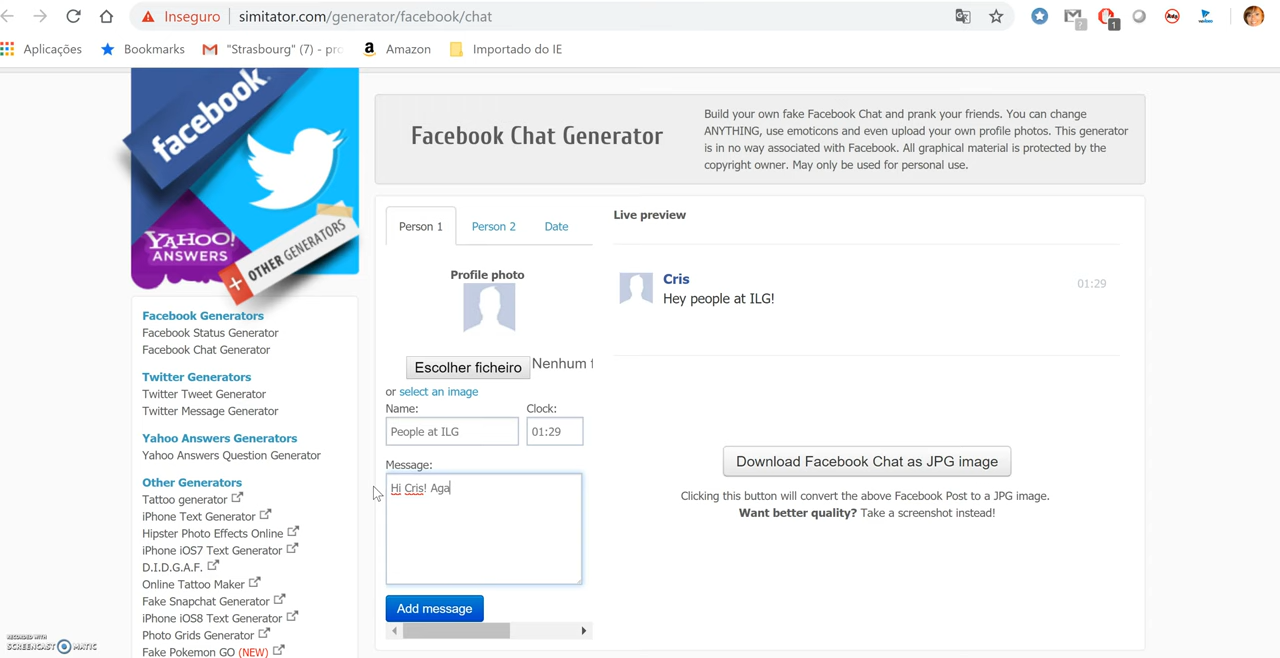 Inseguro | simitator.com/generator/facebook/chat
1
Aplicações Bookmarks "Strasbourg" (7) - pro Amazon Importado do IE
facebook
YAHOO!
ANSWERS
+ OTHER GENERATORS
Facebook Chat Generator
Build your own fake Facebook Chat and prank your friends. You can change
ANYTHING, use emoticons and even upload your own profile photos. This generator
is in no way associated with Facebook. All graphical material is protected by the
copyright owner. May only be used for personal use.
Facebook Generators
Facebook Status Generator
Facebook Chat Generator
Twitter Generators
Twitter Tweet Generator
Twitter Message Generator
Yahoo Answers Generators
Yahoo Answers Question Generator
Other Generators
Tattoo generator
iPhone Text Generator
Hipster Photo Effects Online
iPhone iOS7 Text Generator
D.I.D.G.A.F.
Online Tattoo Maker
Fake Snapchat Generator
iPhone iOS8 Text Generator
Photo Grids Generator
Fake Pokemon GO (NEW)
Person 1 Person 2 Date
Profile photo
Escolher ficheiro Nenhum f
or select an image
Name: Clock:
People at ILG 01:29
Message:
Hi Cris! Aga
Add message
Live preview
Cris 01:29
Hey people at ILG!
Download Facebook Chat as JPG image
Clicking this button will convert the above Facebook Post to a JPG image.
Want better quality? Take a screenshot instead!
RECORDED WITH
SCREENCAST MATIC